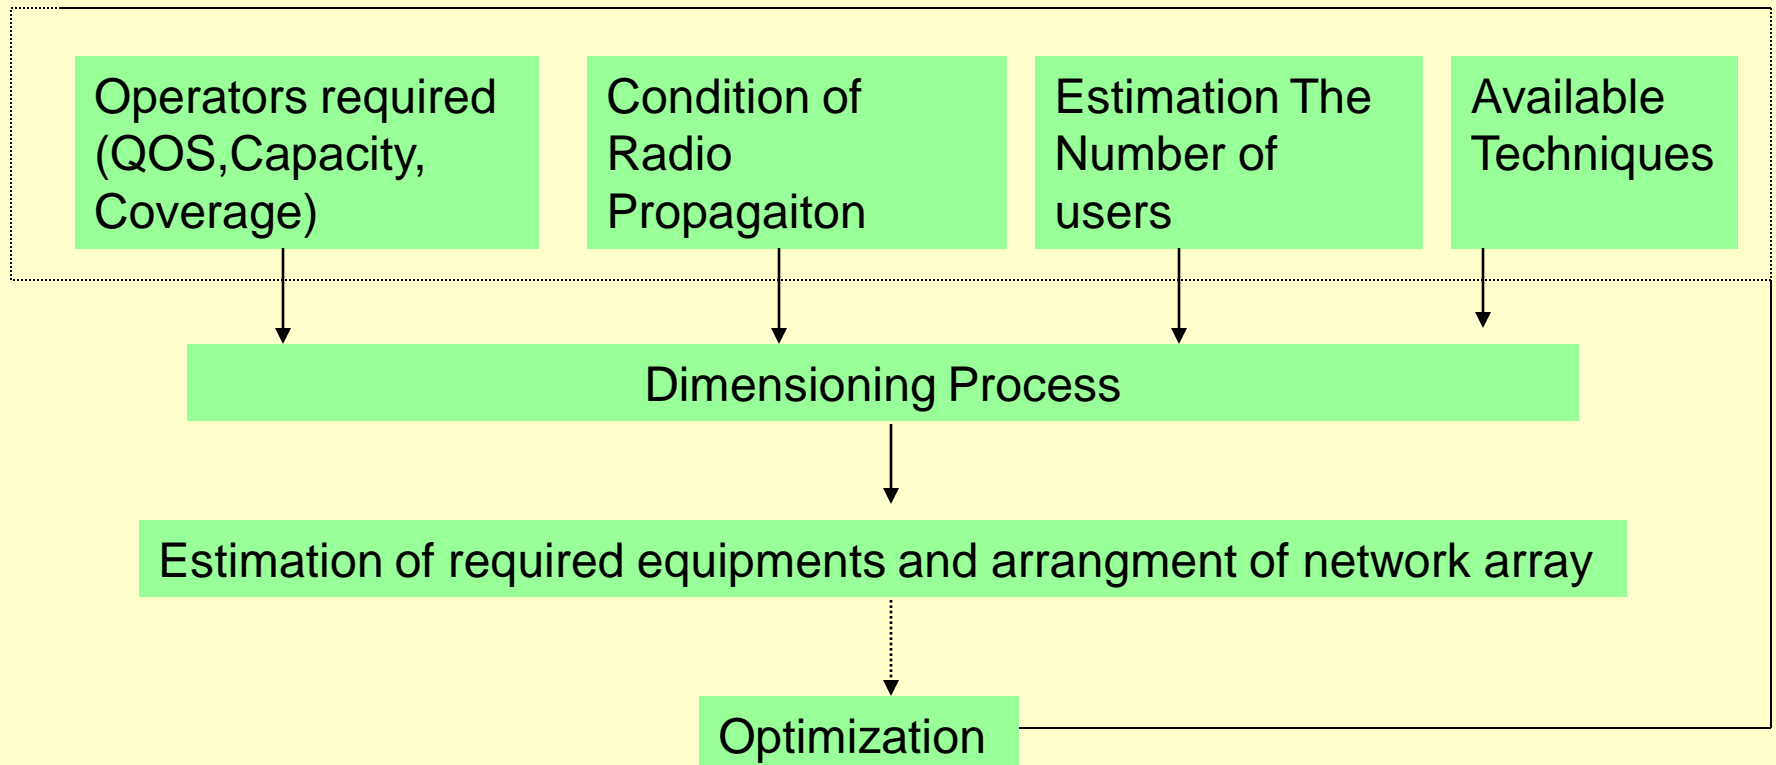 Operators required
(QOS,Capacity,
Coverage)
Condition of
Radio
Propagaiton
Estimation The
Number of
users
Available
Techniques
Dimensioning Process
Estimation of required equipments and arrangment of network array
Optimization